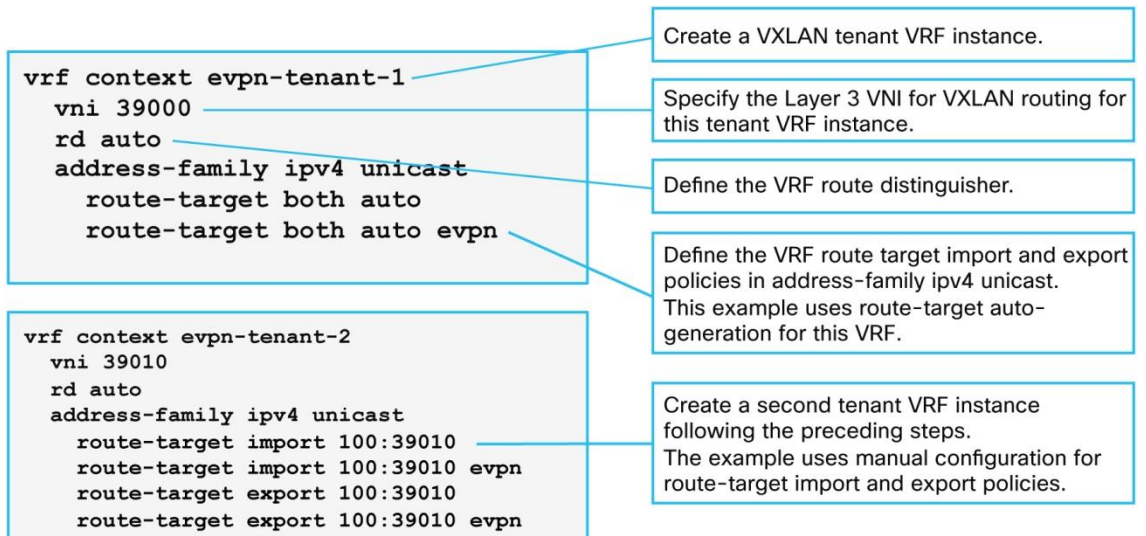 vrf context evpn-tenant-1
vni 39000
rd auto
address-family ipv4 unicast
route-target both auto
route-target both auto evpn
Create a VXLAN tenant VRF instance.
Specify the Layer 3 VNI for VXLAN routing for
this tenant VRF instance.
Define the VRF route distinguisher.
Define the VRF route target import and export
policies in address-family ipv4 unicast.
This example uses route-target auto-
generation for this VRF.
vrf context evpn-tenant-2
vni 39010
rd auto
address-family ipv4 unicast
route-target import 100:39010
route-target import 100:39010 evpn
route-target export 100:39010
route-target export 100:39010 evpn
Create a second tenant VRF instance
following the preceding steps.
The example uses manual configuration for
route-target import and export policies.